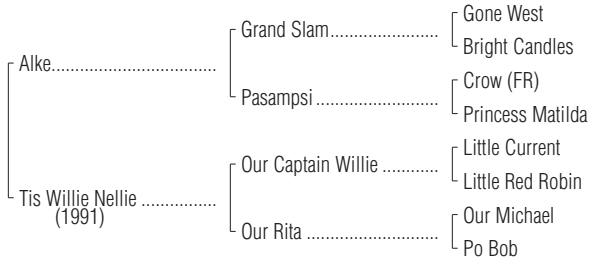 Gone West
Grand Slam..........................
Bright Candles
Alke.......................................
Crow (FR)
Pasampsi .............................
Princess Matilda
Little Current
Our Captain Willie .............
Little Red Robin
Tis Willie Nellie ..................
(1991)
Our Michael
Our Rita ...............................
Po Bob